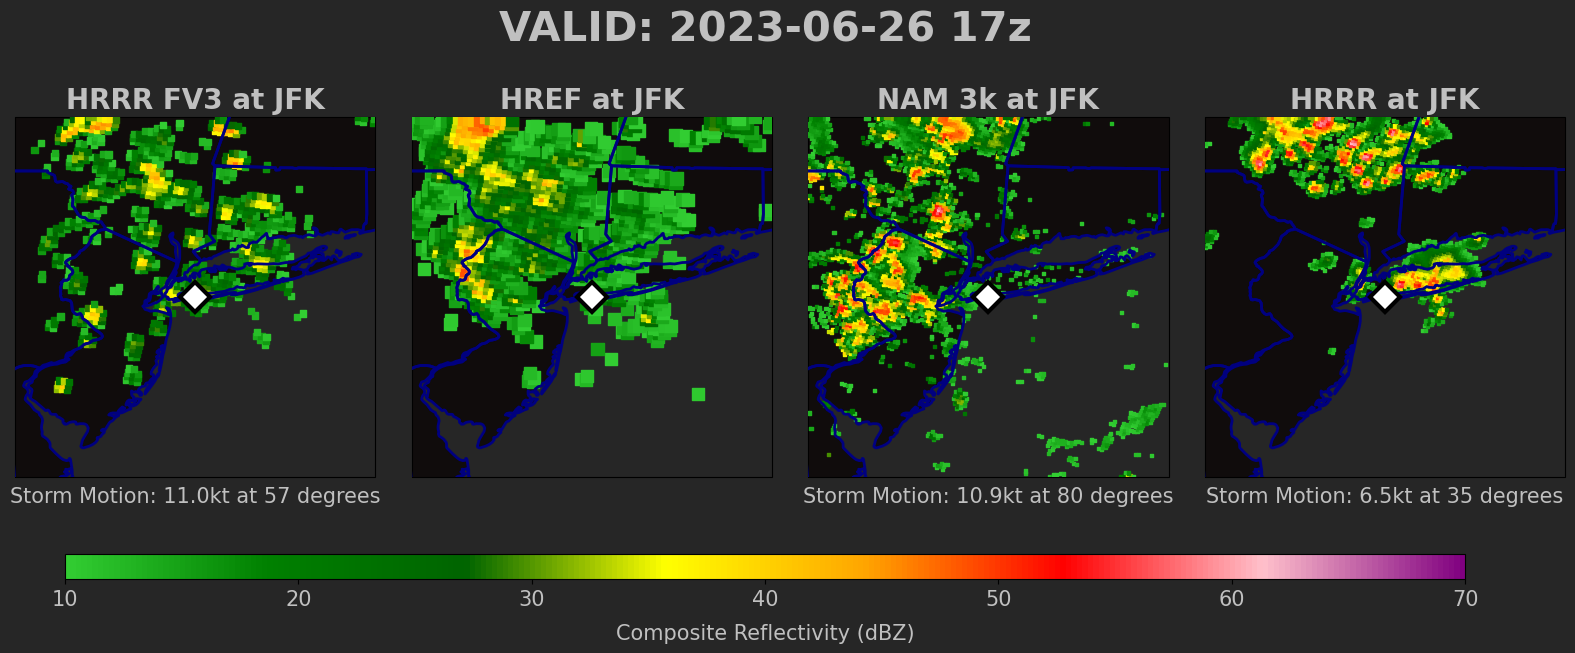 VALID: 2023-06-26 17z
HRRR FV3 at JFK
HREF at JFK
NAM 3k at JFK
HRRR at JFK
Storm Motion: 11.0kt at 57 degrees
Storm Motion: 10.9kt at 80 degrees
Storm Motion: 6.5kt at 35 degrees
10 20 30 40 50 60 70
Composite Reflectivity (dBZ)